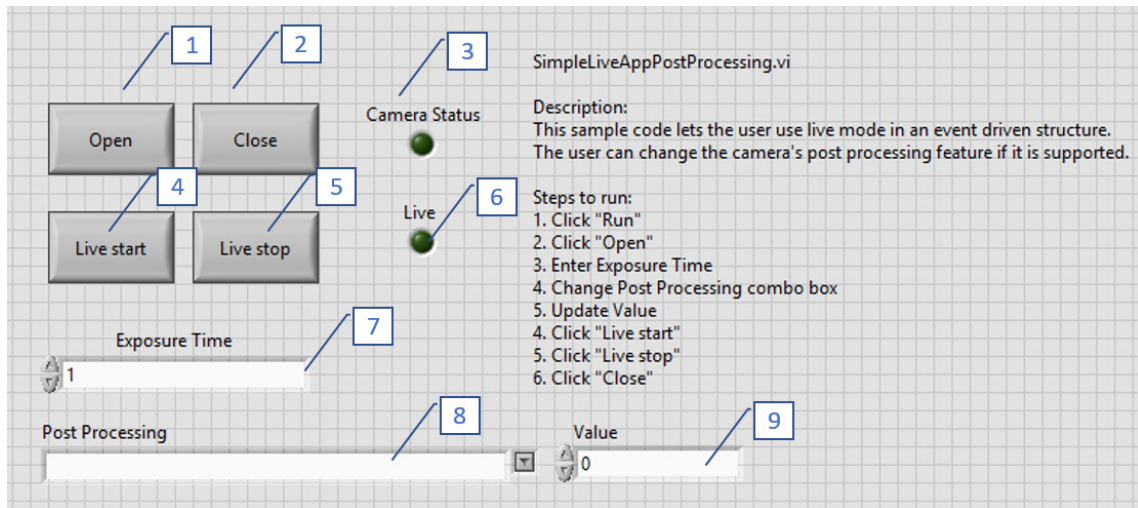 1
2
3
SimpleLiveAppPostProcessing.vi
Open
Close
Camera Status
Description:
This sample code lets the user use live mode in an event driven structure.
The user can change the camera's post processing feature if it is supported.
4
5
6
Live start
Live stop
Live
Steps to run:
1. Click "Run"
2. Click "Open"
3. Enter Exposure Time
4. Change Post Processing combo box
5. Update Value
4. Click "Live start"
5. Click "Live stop"
6. Click "Close"
7
Exposure Time
1
8
9
Post Processing
Value
0